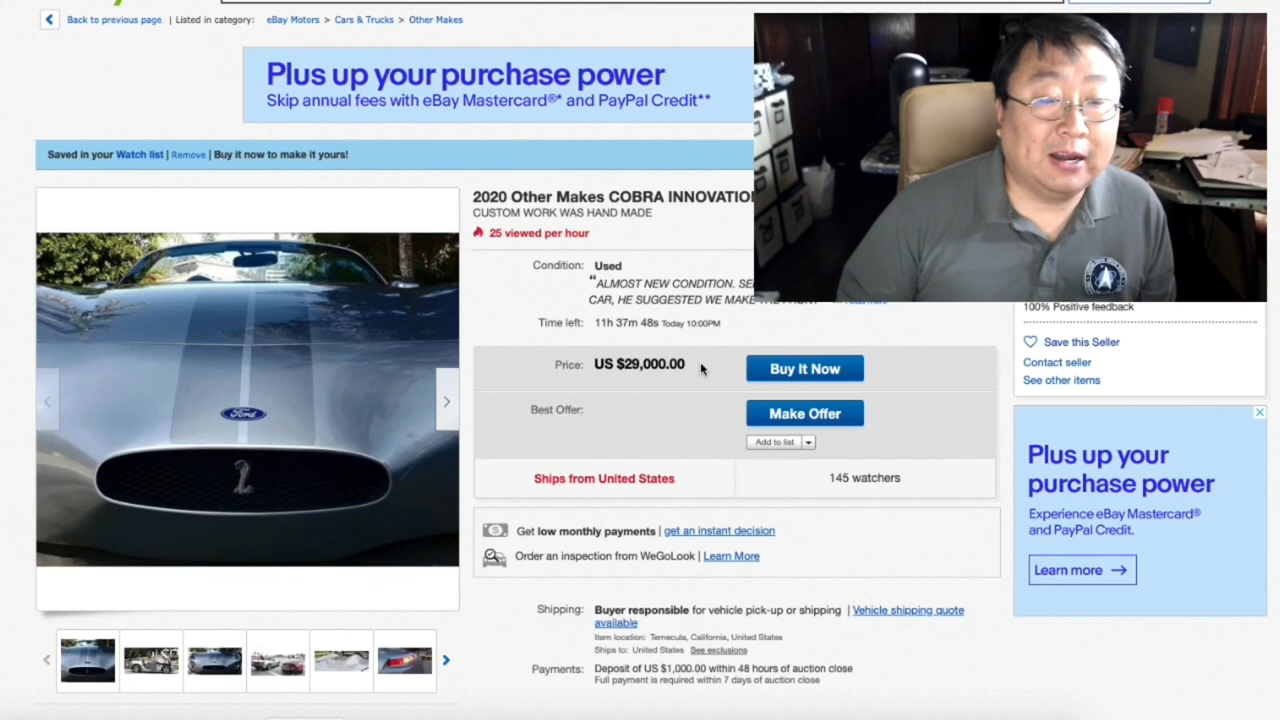 Back to previous page | Listed in category: eBay Motors > Cars & Trucks > Other Makes
Plus up your purchase power
Skip annual fees with eBay Mastercard®* and PayPal Credit**
Saved in your Watch list | Remove | Buy it now to make it yours!
2020 Other Makes COBRA INNOVATION
CUSTOM WORK WAS HAND MADE
25 viewed per hour
Condition: Used
“ALMOST NEW CONDITION.
CAR, HE SUGGESTED WE MAKE THE FRONT ... Read more
Time left: 11h 37m 48s Today 10:00PM
Price: US $29,000.00 Buy It Now
Best Offer: Make Offer
Add to list
Ships from United States 145 watchers
Get low monthly payments | get an instant decision
Order an inspection from WeGoLook | Learn More
Shipping: Buyer responsible for vehicle pick-up or shipping | Vehicle shipping quote
available
Item location: Temecula, California, United States
Ships to: United States See exclusions
Payments: Deposit of US $1,000.00 within 48 hours of auction close
Full payment is required within 7 days of auction close
100% Positive feedback
Save this Seller
Contact seller
See other items
Plus up your
purchase power
Experience eBay Mastercard®
and PayPal Credit.
Learn more
Ford